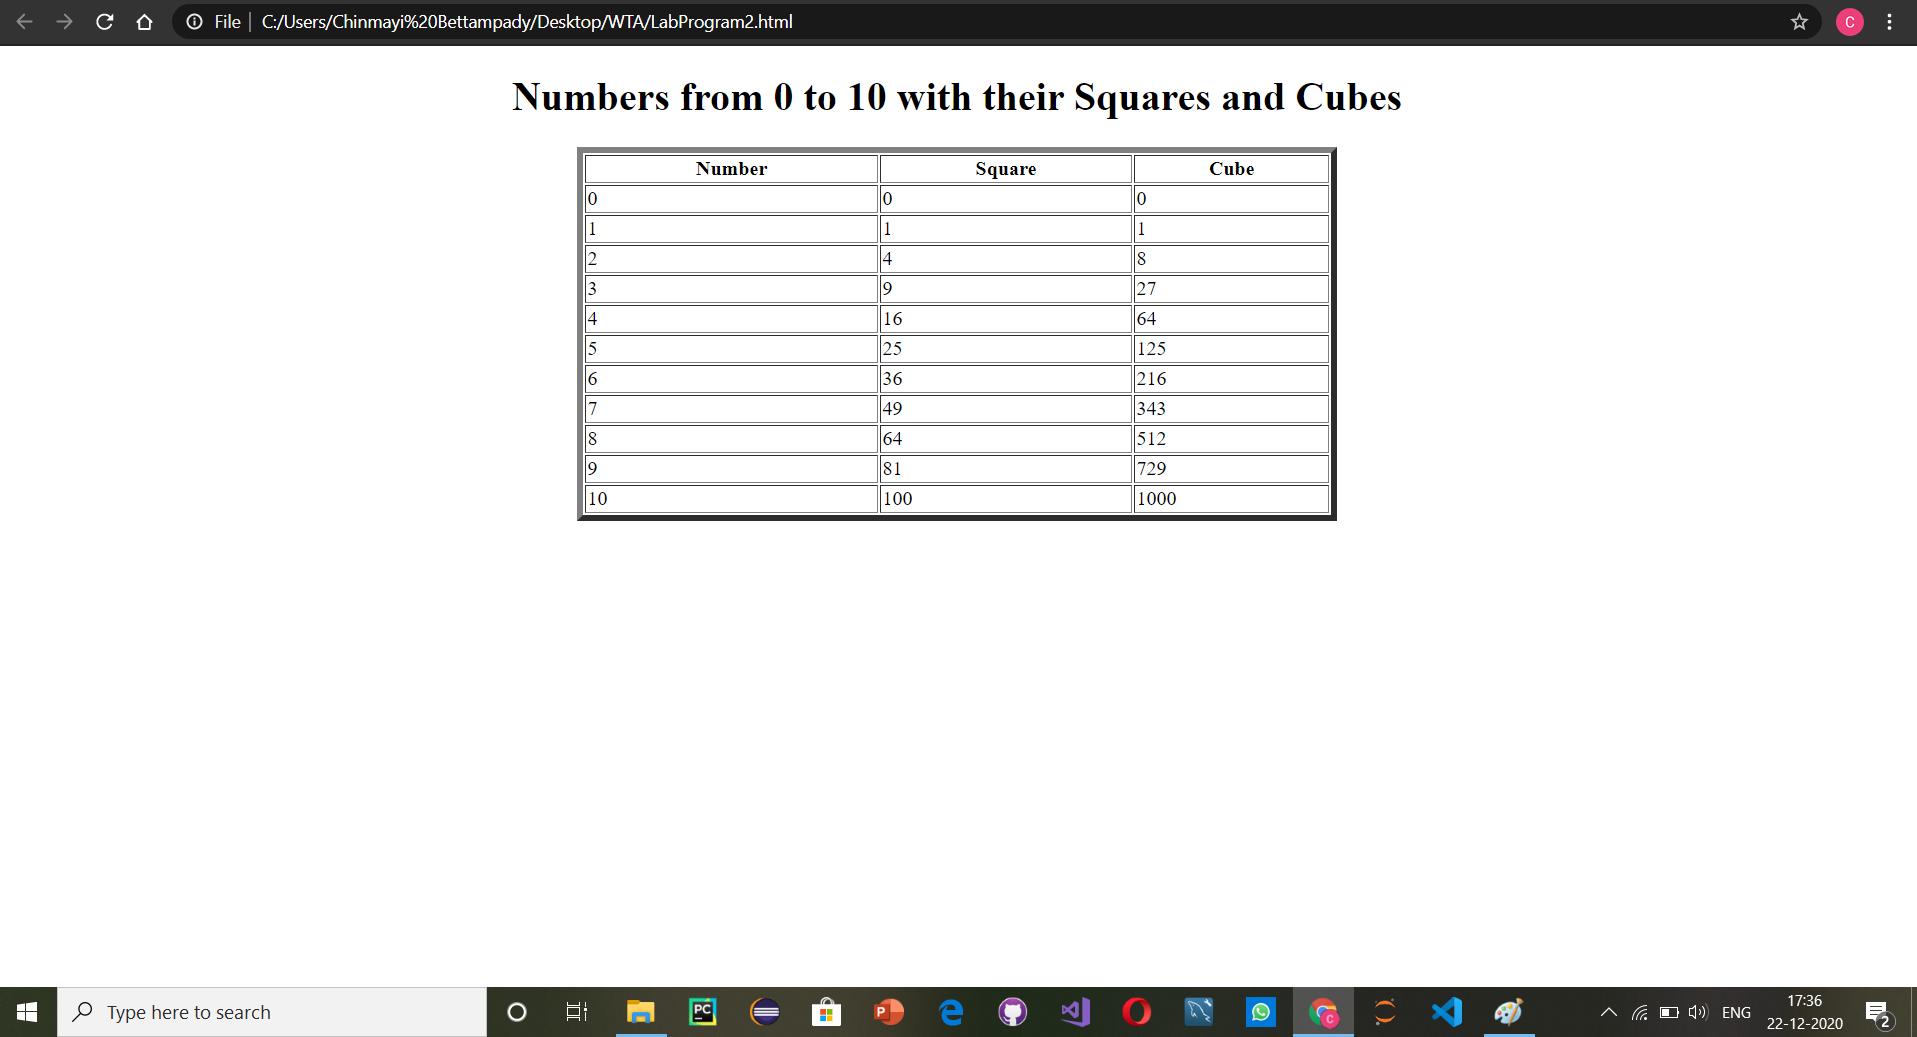 File C:/Users/Chinmayi%20Bettampady/Desktop/WTA/LabProgram2.html C
Numbers from 0 to 10 with their Squares and Cubes
Number Square Cube
0 0 0
1 1 1
2 4 8
3 9 27
4 16 64
5 25 125
6 36 216
7 49 343
8 64 512
9 81 729
10 100 1000
Type here to search PC P C ENG 17:36
22-12-2020 2